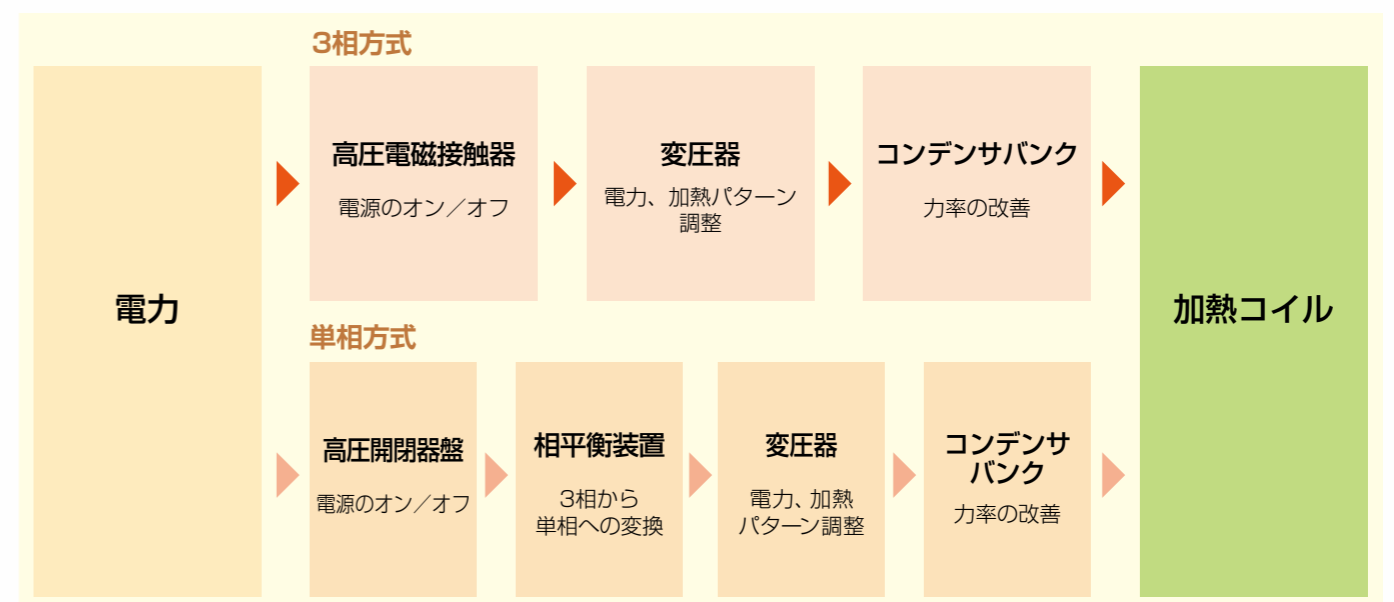 3相方式
電力
高圧電磁接触器
電源のオン／オフ
変圧器
電力、加熱パターン
調整
コンデンサバンク
力率の改善
加熱コイル
単相方式
高圧開閉器盤
電源のオン／オフ
相平衡装置
3相から
単相への変換
変圧器
電力、加熱
パターン調整
コンデンサ
バンク
力率の改善